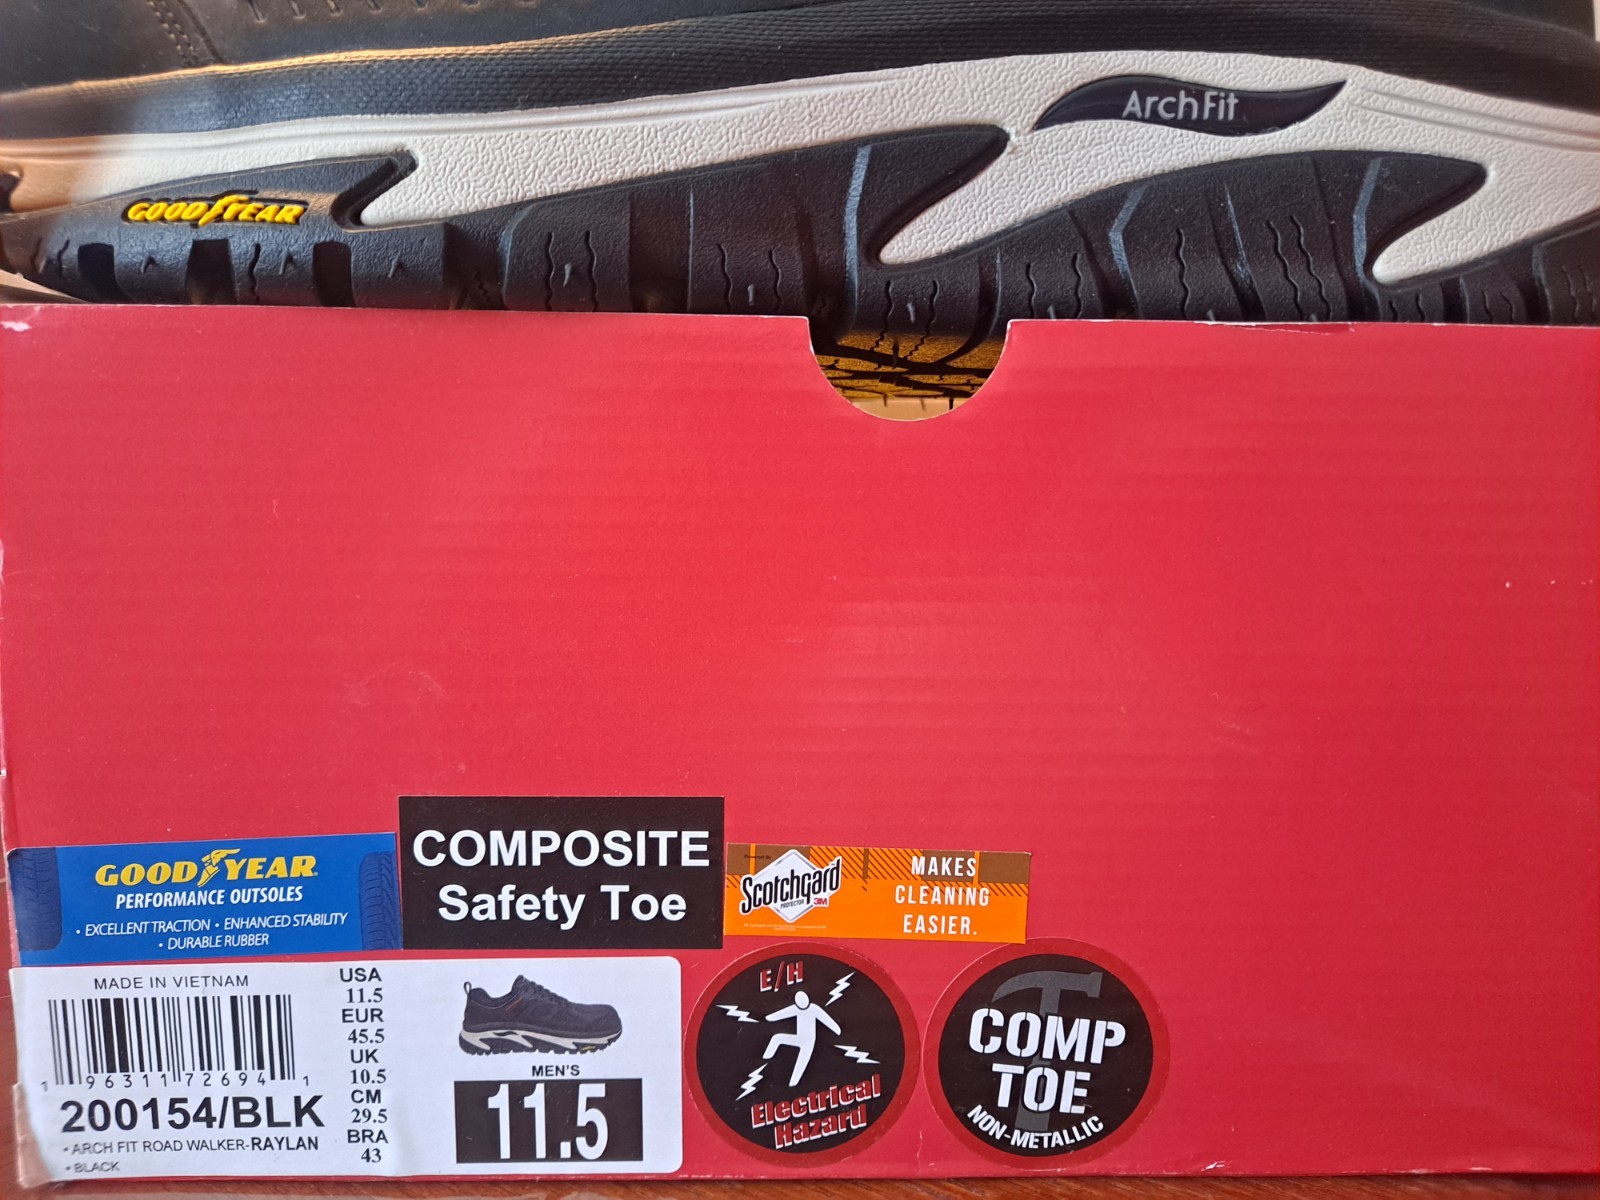 ArchFit
GOODYEAR
GOODYEAR
PERFORMANCE OUTSOLES
• EXCELLENT TRACTION • ENHANCED STABILITY
• DURABLE RUBBER
COMPOSITE
Safety Toe
Powered By
Scotchgard
PROTECTOR 3M
MAKES
CLEANING
EASIER.
MADE IN VIETNAM
1 96311 72694 1
200154/BLK
• ARCH FIT ROAD WALKER-RAYLAN
• BLACK
USA
11.5
EUR
45.5
UK
10.5
CM
29.5
BRA
43
MEN'S
11.5
E/H
Electrical
Hazard
COMP
TOE
NON-METALLIC